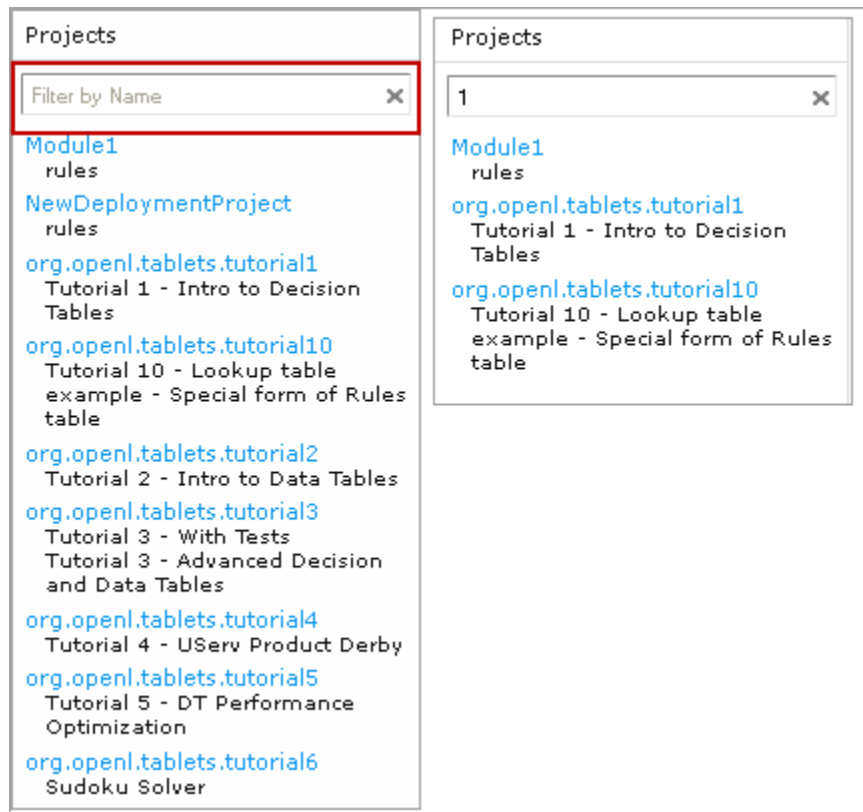 Projects
Filter by Name
Module1
rules
NewDeploymentProject
rules
org.openl.tablets.tutorial1
Tutorial 1 - Intro to Decision
Tables
org.openl.tablets.tutorial10
Tutorial 10 - Lookup table
example - Special form of Rules
table
org.openl.tablets.tutorial2
Tutorial 2 - Intro to Data Tables
org.openl.tablets.tutorial3
Tutorial 3 - With Tests
Tutorial 3 - Advanced Decision
and Data Tables
org.openl.tablets.tutorial4
Tutorial 4 - UServ Product Derby
org.openl.tablets.tutorial5
Tutorial 5 - DT Performance
Optimization
org.openl.tablets.tutorial6
Sudoku Solver
Projects
1
Module1
rules
org.openl.tablets.tutorial1
Tutorial 1 - Intro to Decision
Tables
org.openl.tablets.tutorial10
Tutorial 10 - Lookup table
example - Special form of Rules
table